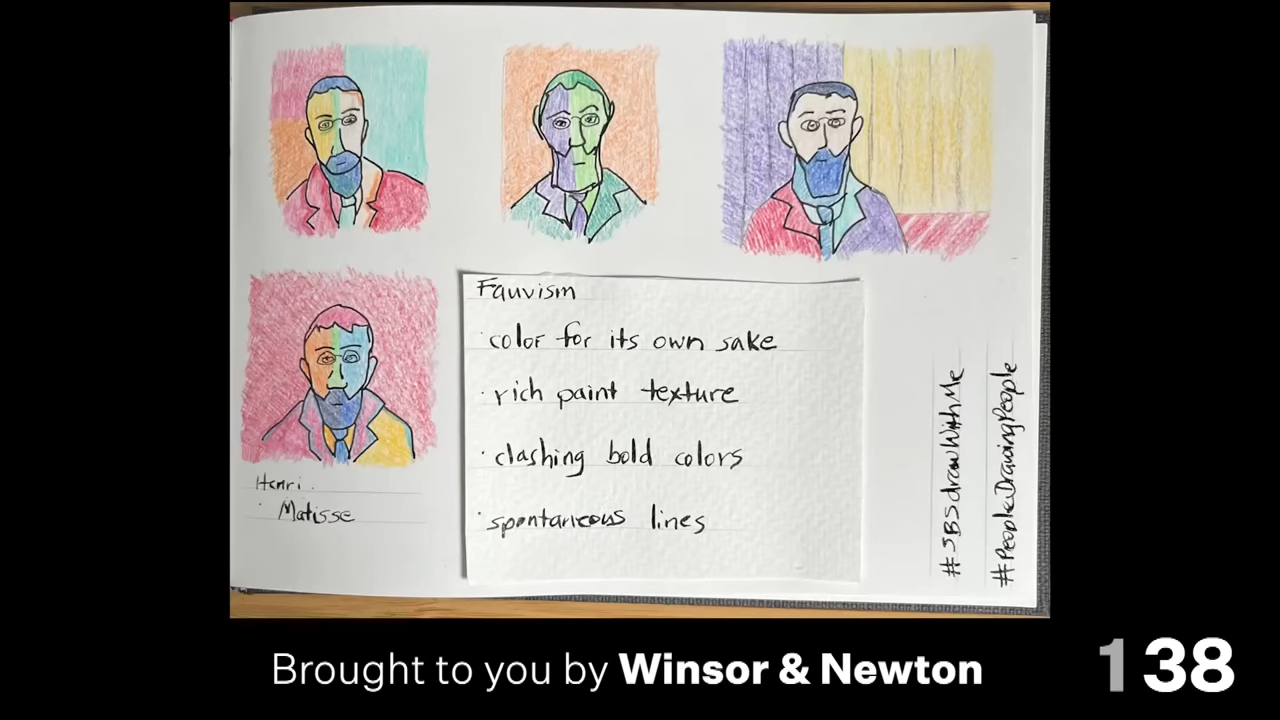 Fauvism
· color for its own sake
· rich paint texture
· clashing bold colors
· spontaneous lines
Henri
Matisse
#JBSdrawWithMe
#PeopleDrawingPeople
Brought to you by Winsor & Newton
138